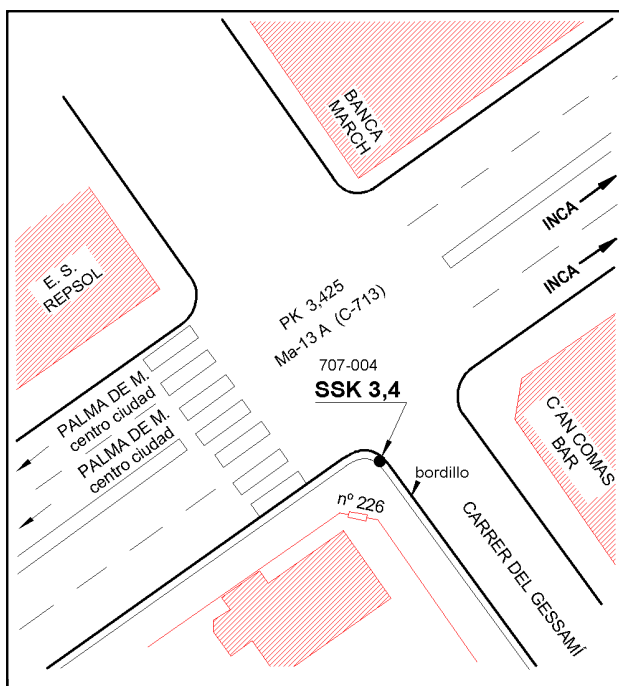 BANCA
MARCH
INCA
INCA
E. S.
REPSOL
PK 3,425
Ma-13 A (C-713)
707-004
SSK 3,4
PALMA DE M.
centro ciudad
PALMA DE M.
centro ciudad
C'AN COMAS
BAR
bordillo
nº 226
CARRER DEL GESSAMÍ